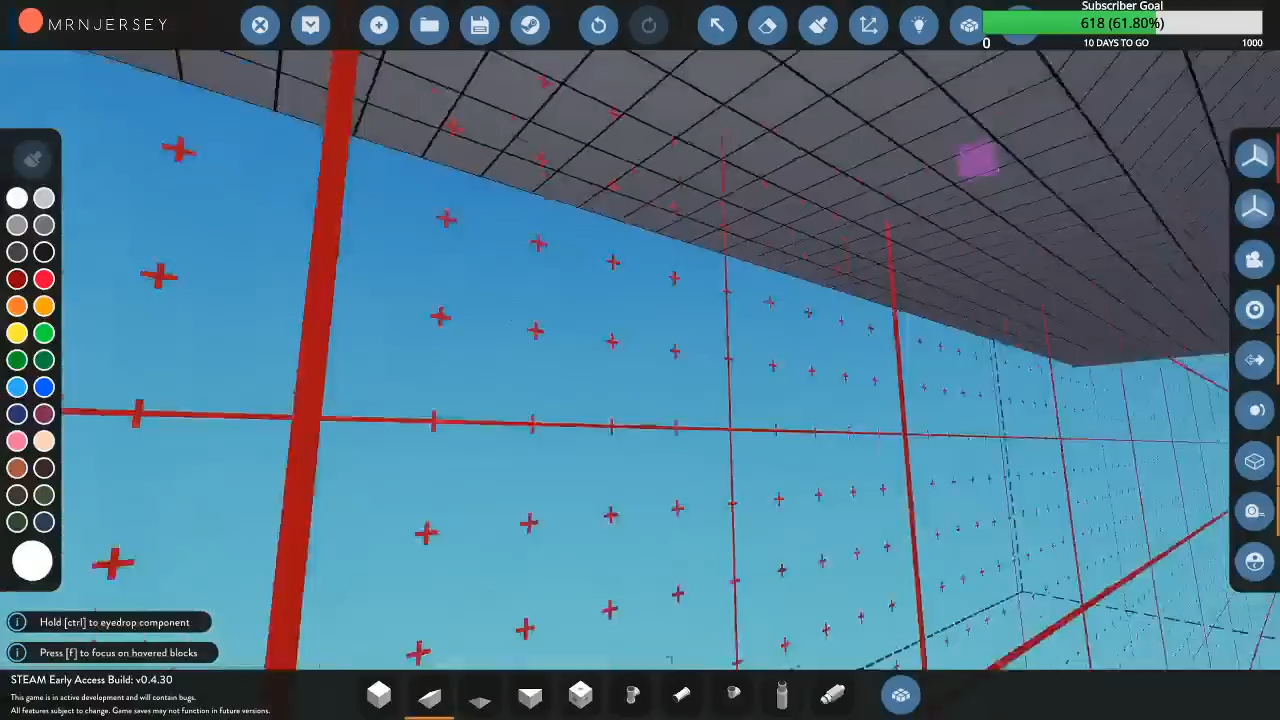 MRNJERSEY
Subscriber Goal
618 (61.80%)
0
10 DAYS TO GO
1000
Hold [ctrl] to eyedrop component
Press [f] to focus on hovered blocks
STEAM Early Access Build: v0.4.30
This game is in active development and will contain bugs.
All features subject to change. Game saves may not function in future versions.